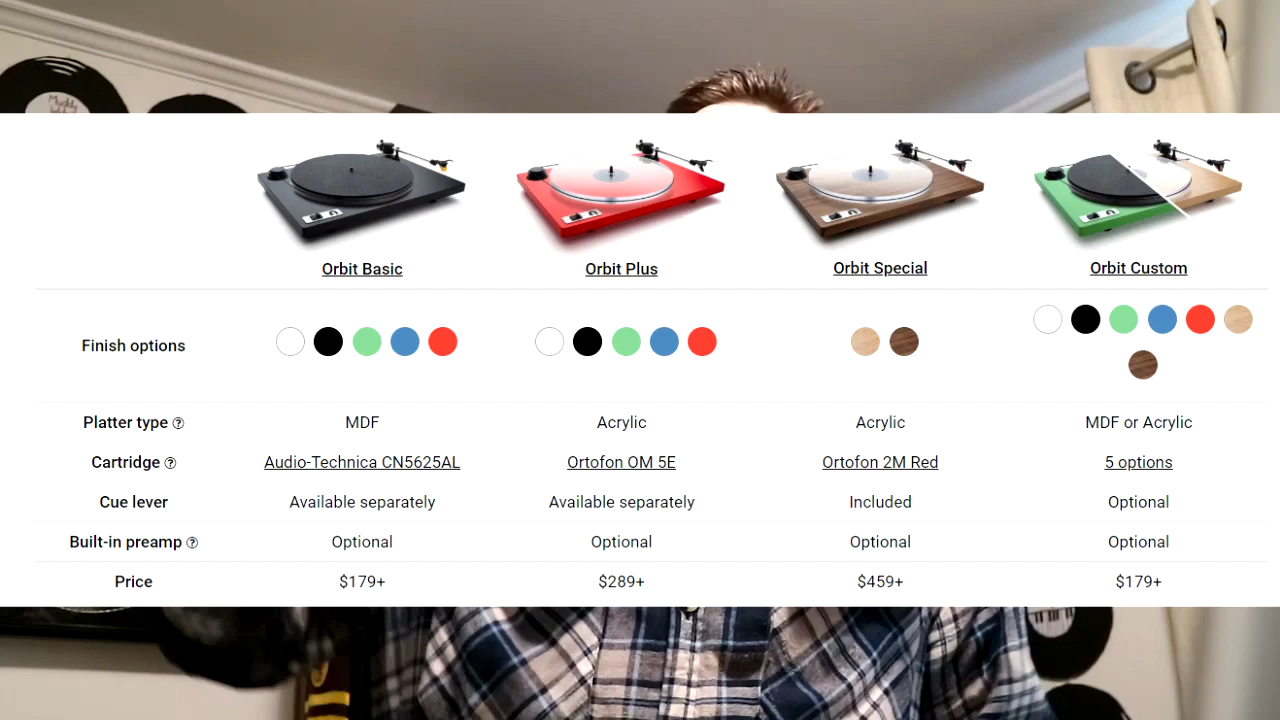 Muddy
Orbit Basic
Orbit Plus
Orbit Special
Orbit Custom
Finish options
Platter type ?
MDF
Acrylic
Acrylic
MDF or Acrylic
Cartridge ?
Audio-Technica CN5625AL
Ortofon OM 5E
Ortofon 2M Red
5 options
Cue lever
Available separately
Available separately
Included
Optional
Built-in preamp ?
Optional
Optional
Optional
Optional
Price
$179+
$289+
$459+
$179+